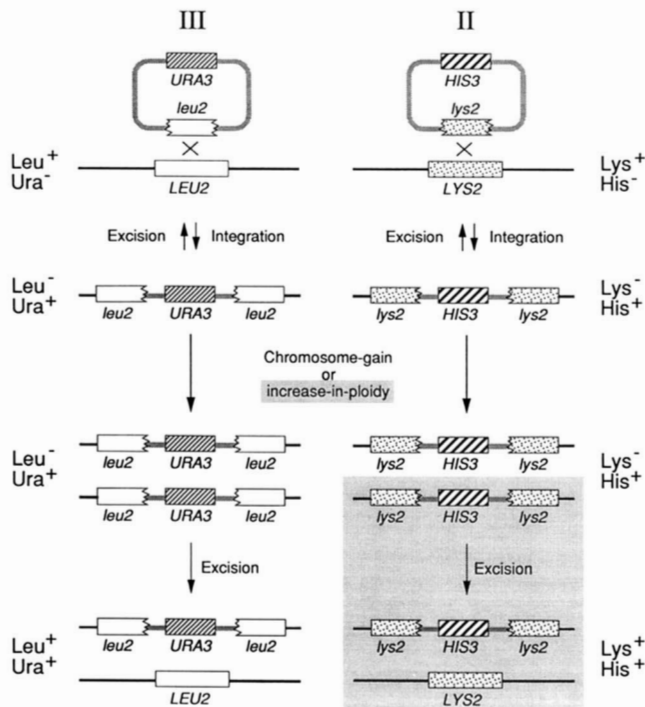 III
II
URA3
leu2
HIS3
lys2
Leu+
Ura-
LEU2
LYS2
Lys+
His-
Excision
Integration
Excision
Integration
Leu-
Ura+
leu2
URA3
leu2
lys2
HIS3
lys2
Lys-
His+
Chromosome-gain
or
increase-in-ploidy
Leu-
Ura+
leu2
URA3
leu2
leu2
URA3
leu2
lys2
HIS3
lys2
lys2
HIS3
lys2
Lys-
His+
Excision
Excision
Leu+
Ura+
leu2
URA3
leu2
LEU2
lys2
HIS3
lys2
LYS2
Lys+
His+